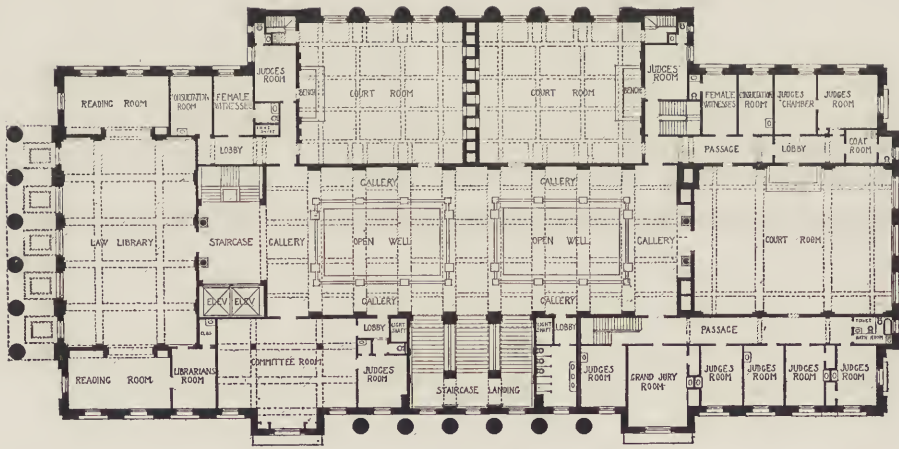 JUDGES
ROOM
BENCH
COURT ROOM
COURT ROOM
BENCH
JUDGES
ROOM
READING ROOM
CONSULTATION
ROOM
FEMALE
WITNESSES
LOBBY
FEMALE
WITNESSES
CONSULTATION
ROOM
JUDGES
CHAMBER
JUDGES
ROOM
PASSAGE
LOBBY
COAT
ROOM
LAW LIBRARY
STAIRCASE
GALLERY
GALLERY
OPEN WELL
GALLERY
GALLERY
OPEN WELL
GALLERY
GALLERY
COURT ROOM
ELEV
ELEV
READING ROOM
LIBRARIANS
ROOM
COMMITTEE ROOM
LOBBY
LIGHT
SHAFT
JUDGES
ROOM
STAIRCASE LANDING
LIGHT
SHAFT
LOBBY
PASSAGE
JUDGES
ROOM
GRAND JURY
ROOM
JUDGES
ROOM
JUDGES
ROOM
JUDGES
ROOM
JUDGES
ROOM
TOILET
BATH ROOM